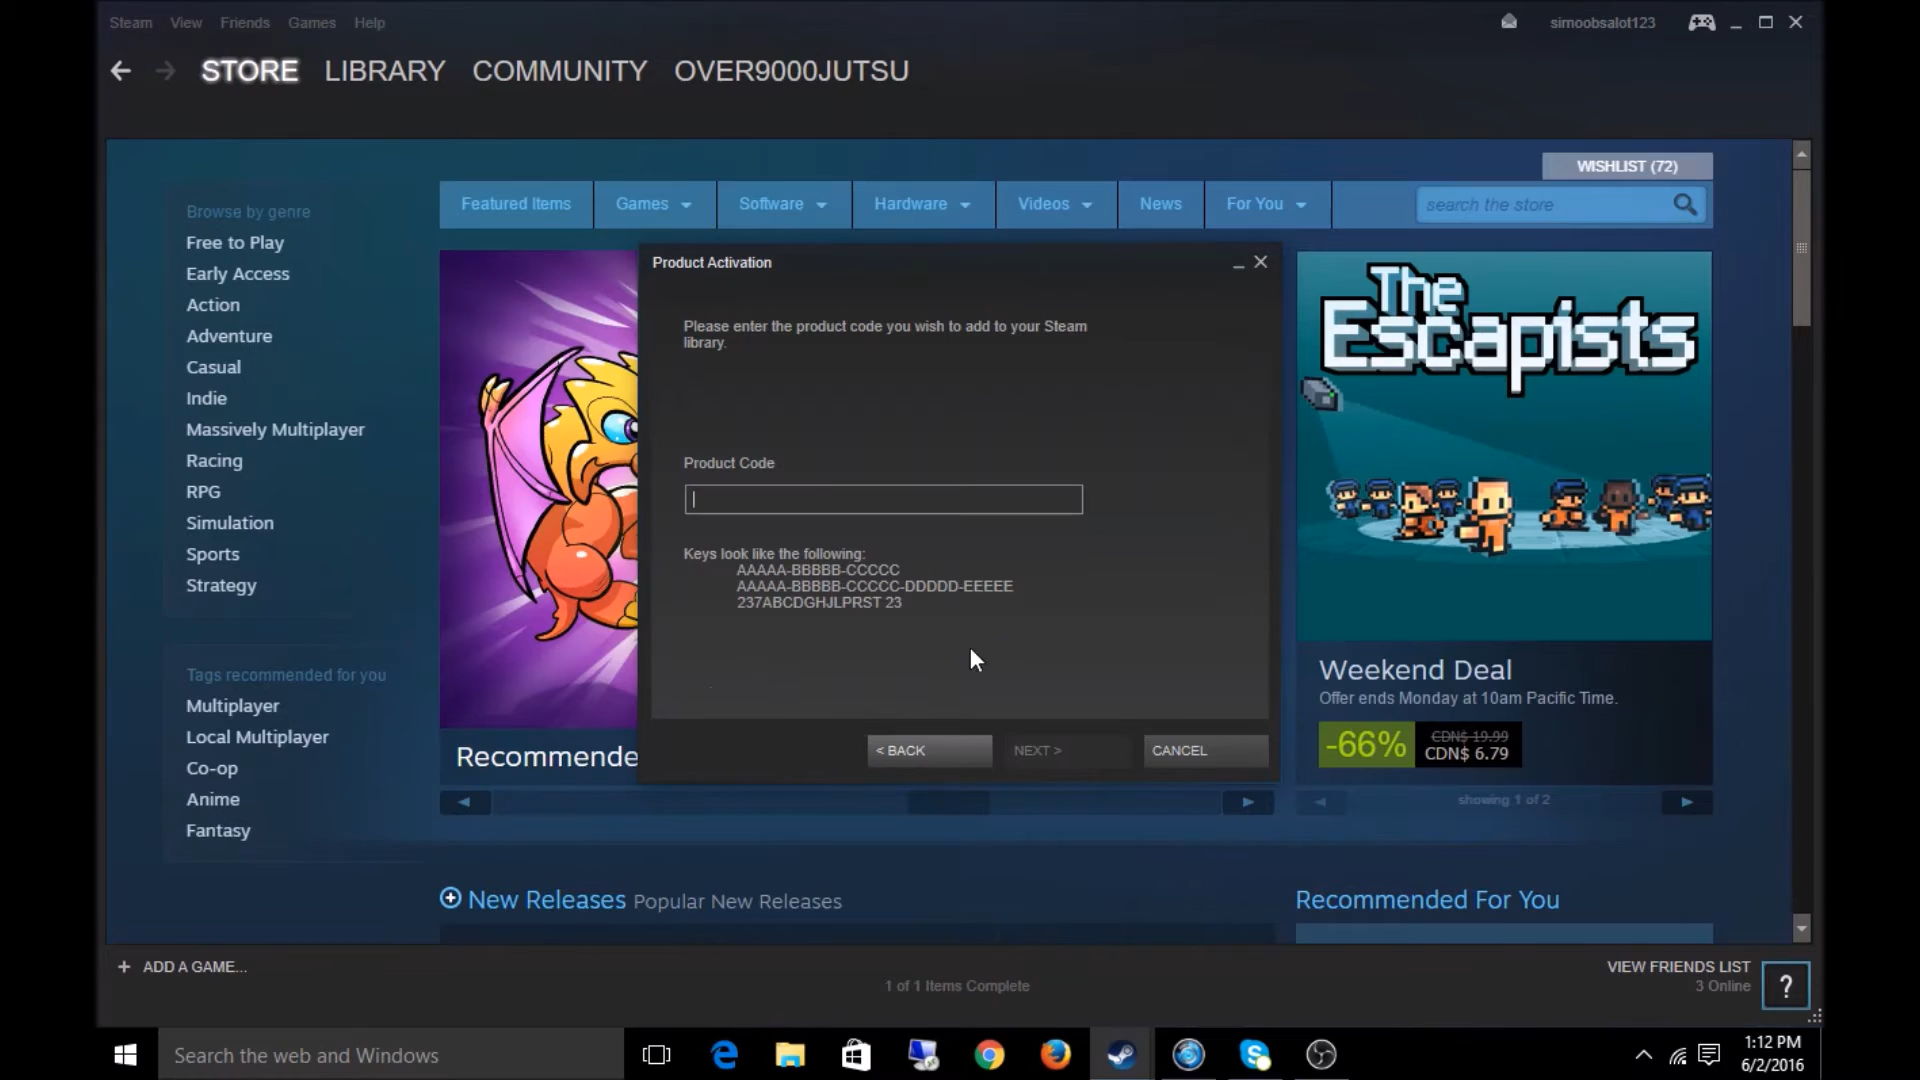 Steam View Friends Games Help
simoobsalot123
STORE LIBRARY COMMUNITY OVER9000JUTSU
WISHLIST (72)
Featured Items Games Software Hardware Videos News For You
search the store
Browse by genre
Free to Play
Early Access
Action
Adventure
Casual
Indie
Massively Multiplayer
Racing
RPG
Simulation
Sports
Strategy
Tags recommended for you
Multiplayer
Local Multiplayer
Co-op
Anime
Fantasy
Recommende
Product Activation
Please enter the product code you wish to add to your Steam
library.
Product Code
Keys look like the following:
AAAAA-BBBBB-CCCCC
AAAAA-BBBBB-CCCCC-DDDDD-EEEEE
237ABCDGHJLPRST 23
< BACK NEXT > CANCEL
The
Escapists
Weekend Deal
Offer ends Monday at 10am Pacific Time.
-66%
CDN$ 19.99
CDN$ 6.79
showing 1 of 2
New Releases Popular New Releases
Recommended For You
+ ADD A GAME...
1 of 1 Items Complete
VIEW FRIENDS LIST
3 Online
?
Search the web and Windows
1:12 PM
6/2/2016